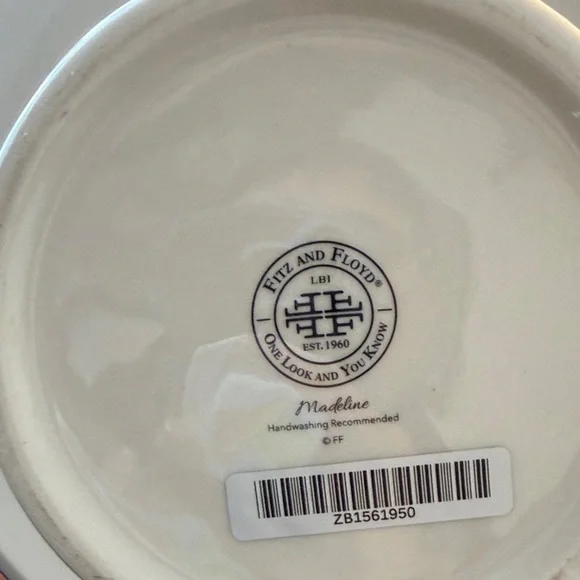 FITZ AND FLOYD®
LBI
EST. 1960
ONE LOOK AND YOU KNOW
Madeline
Handwashing Recommended
© FF
ZB1561950